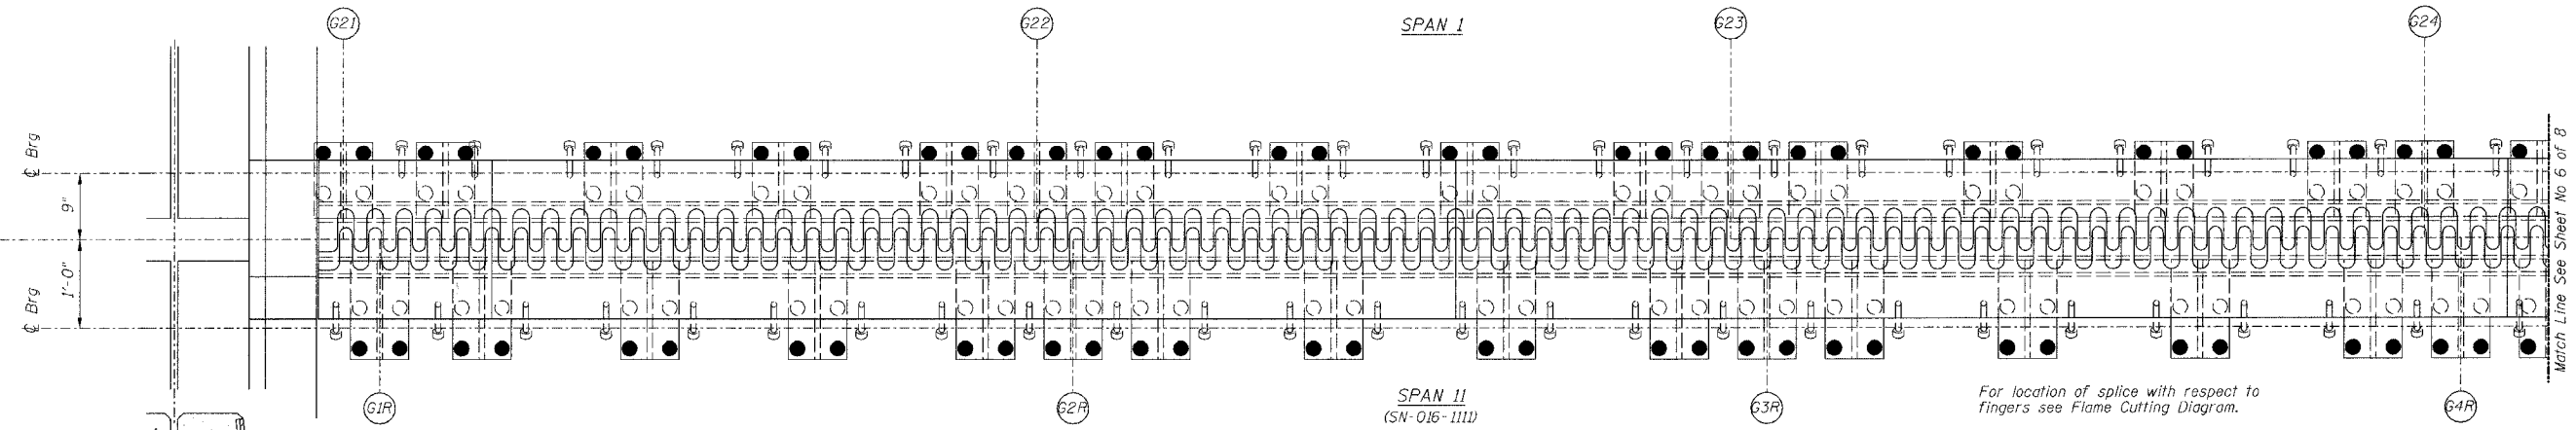 G21
G22
SPAN 1
G23
G24
℄ Brg
9"
1'-0"
℄ Brg
Match Line See Sheet No 6 of 8
G1R
G2R
SPAN 11
(SN-016-1111)
G3R
For location of splice with respect to
fingers see Flame Cutting Diagram.
G4R